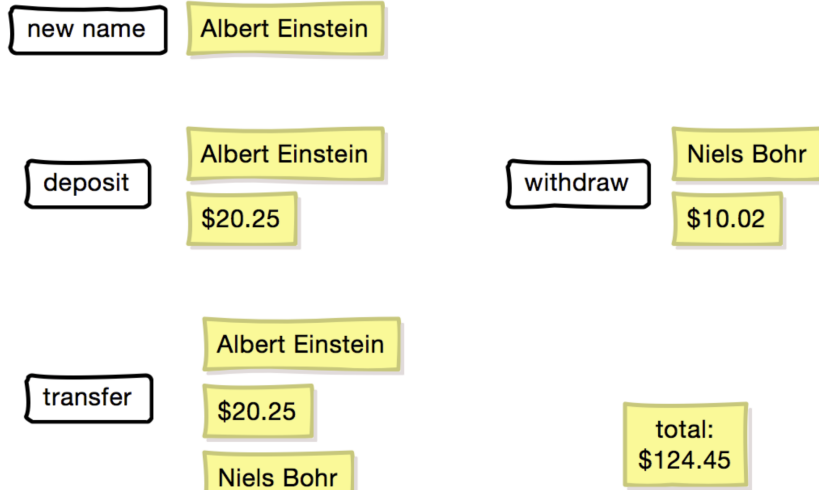 new name
Albert Einstein
deposit
Albert Einstein
$20.25
withdraw
Niels Bohr
$10.02
transfer
Albert Einstein
$20.25
Niels Bohr
total:
$124.45